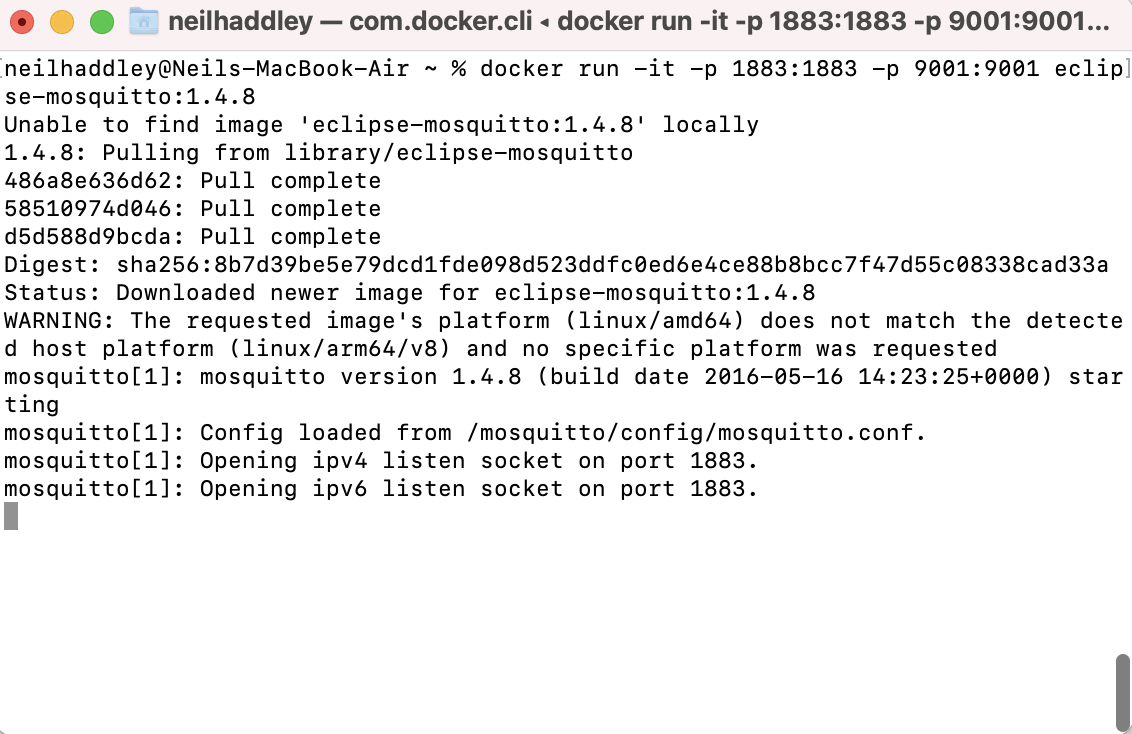 neilhaddley — com.docker.cli ◂ docker run -it -p 1883:1883 -p 9001:9001...
[neilhaddley@Neils-MacBook-Air ~ % docker run -it -p 1883:1883 -p 9001:9001 eclip]
se-mosquitto:1.4.8
Unable to find image 'eclipse-mosquitto:1.4.8' locally
1.4.8: Pulling from library/eclipse-mosquitto
486a8e636d62: Pull complete
58510974d046: Pull complete
d5d588d9bcda: Pull complete
Digest: sha256:8b7d39be5e79dcd1fde098d523ddfc0ed6e4ce88b8bcc7f47d55c08338cad33a
Status: Downloaded newer image for eclipse-mosquitto:1.4.8
WARNING: The requested image's platform (linux/amd64) does not match the detecte
d host platform (linux/arm64/v8) and no specific platform was requested
mosquitto[1]: mosquitto version 1.4.8 (build date 2016-05-16 14:23:25+0000) star
ting
mosquitto[1]: Config loaded from /mosquitto/config/mosquitto.conf.
mosquitto[1]: Opening ipv4 listen socket on port 1883.
mosquitto[1]: Opening ipv6 listen socket on port 1883.